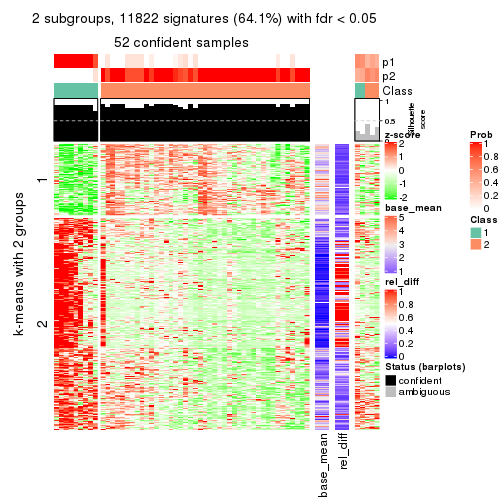 2 subgroups, 11822 signatures (64.1%) with fdr < 0.05
52 confident samples
p1
p2
Class
1
0.5
0
Silhouette
score
k-means with 2 groups
1
2
base_mean
rel_diff
z-score
2
1
0
-1
-2
base_mean
5
4
3
2
1
rel_diff
1
0.8
0.6
0.4
0.2
0
Status (barplots)
confident
ambiguous
Prob
1
0.8
0.6
0.4
0.2
0
Class
1
2